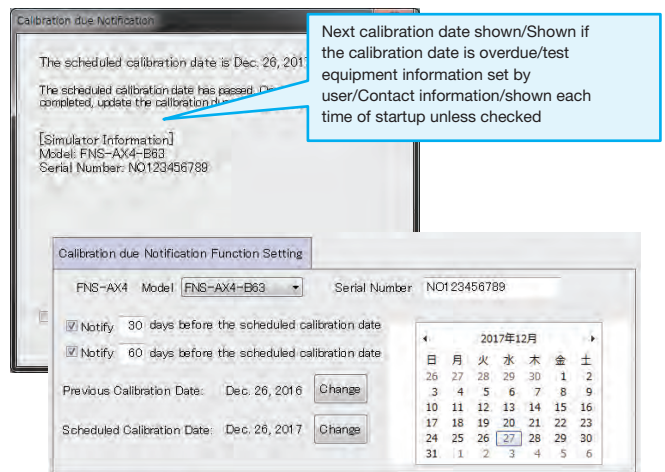 Calibration due Notification
Next calibration date shown/Shown if
the calibration date is overdue/test
equipment information set by
user/Contact information/shown each
time of startup unless checked
The scheduled calibration date is Dec. 26, 201
The scheduled calibration date has passed.
completed, update the calibration
[Simulator Information]
Model: FNS-AX4-B63
Serial Number: NO123456789
Calibration due Notification Function Setting
FNS-AX4 Model FNS-AX4-B63 Serial Number NO123456789
Notify 30 days before the scheduled calibration date
Notify 60 days before the scheduled calibration date
Previous Calibration Date: Dec. 26, 2016 Change
Scheduled Calibration Date: Dec. 26, 2017 Change
2017年12月
日 月 火 水 木 金 土
26 27 28 29 30 1 2
3 4 5 6 7 8 9
10 11 12 13 14 15 16
17 18 19 20 21 22 23
24 25 26 27 28 29 30
31 1 2 3 4 5 6